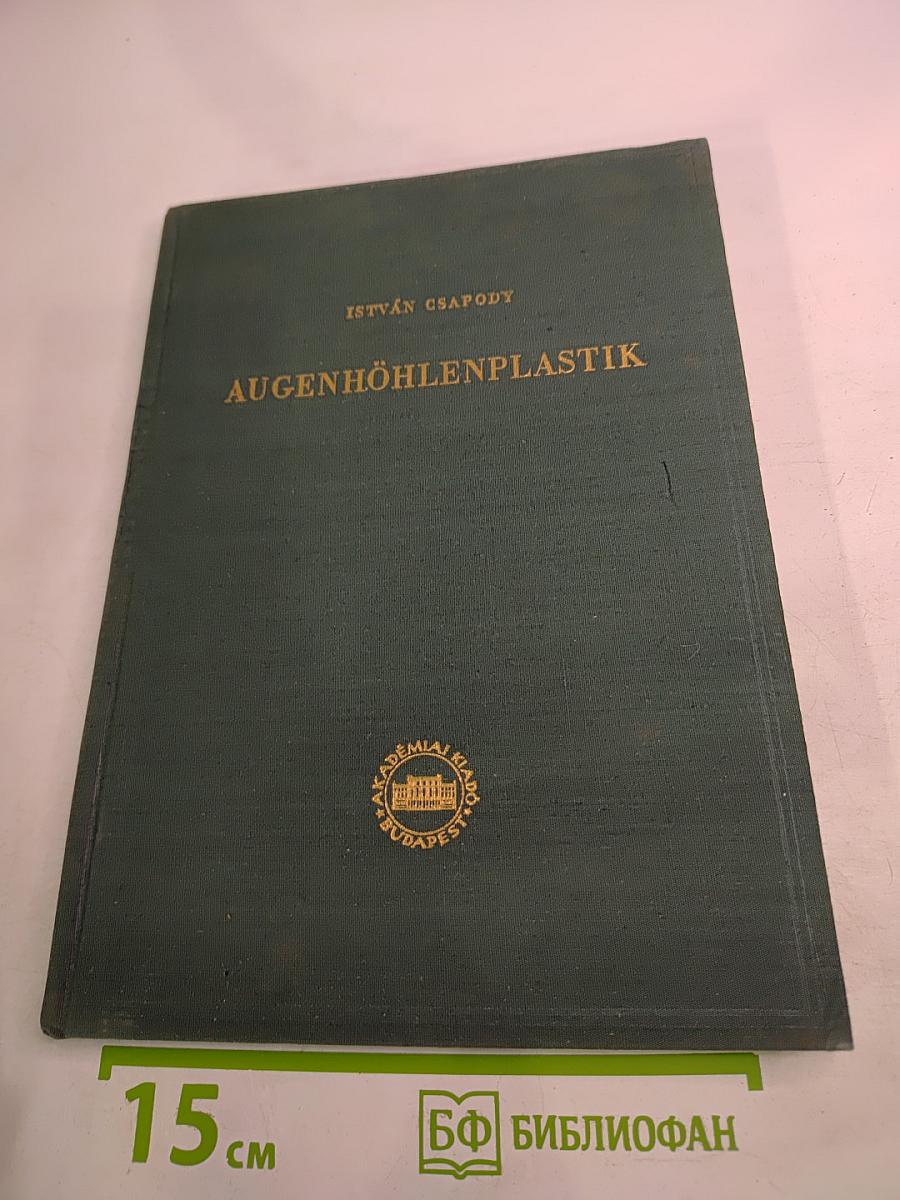 ISTVÁN CSAPODY
AUGENHÖHLENPLASTIK
AKADÉMIAI KIADÓ
★ BUDAPEST ★
15 см
БФ БИБЛИОФАН